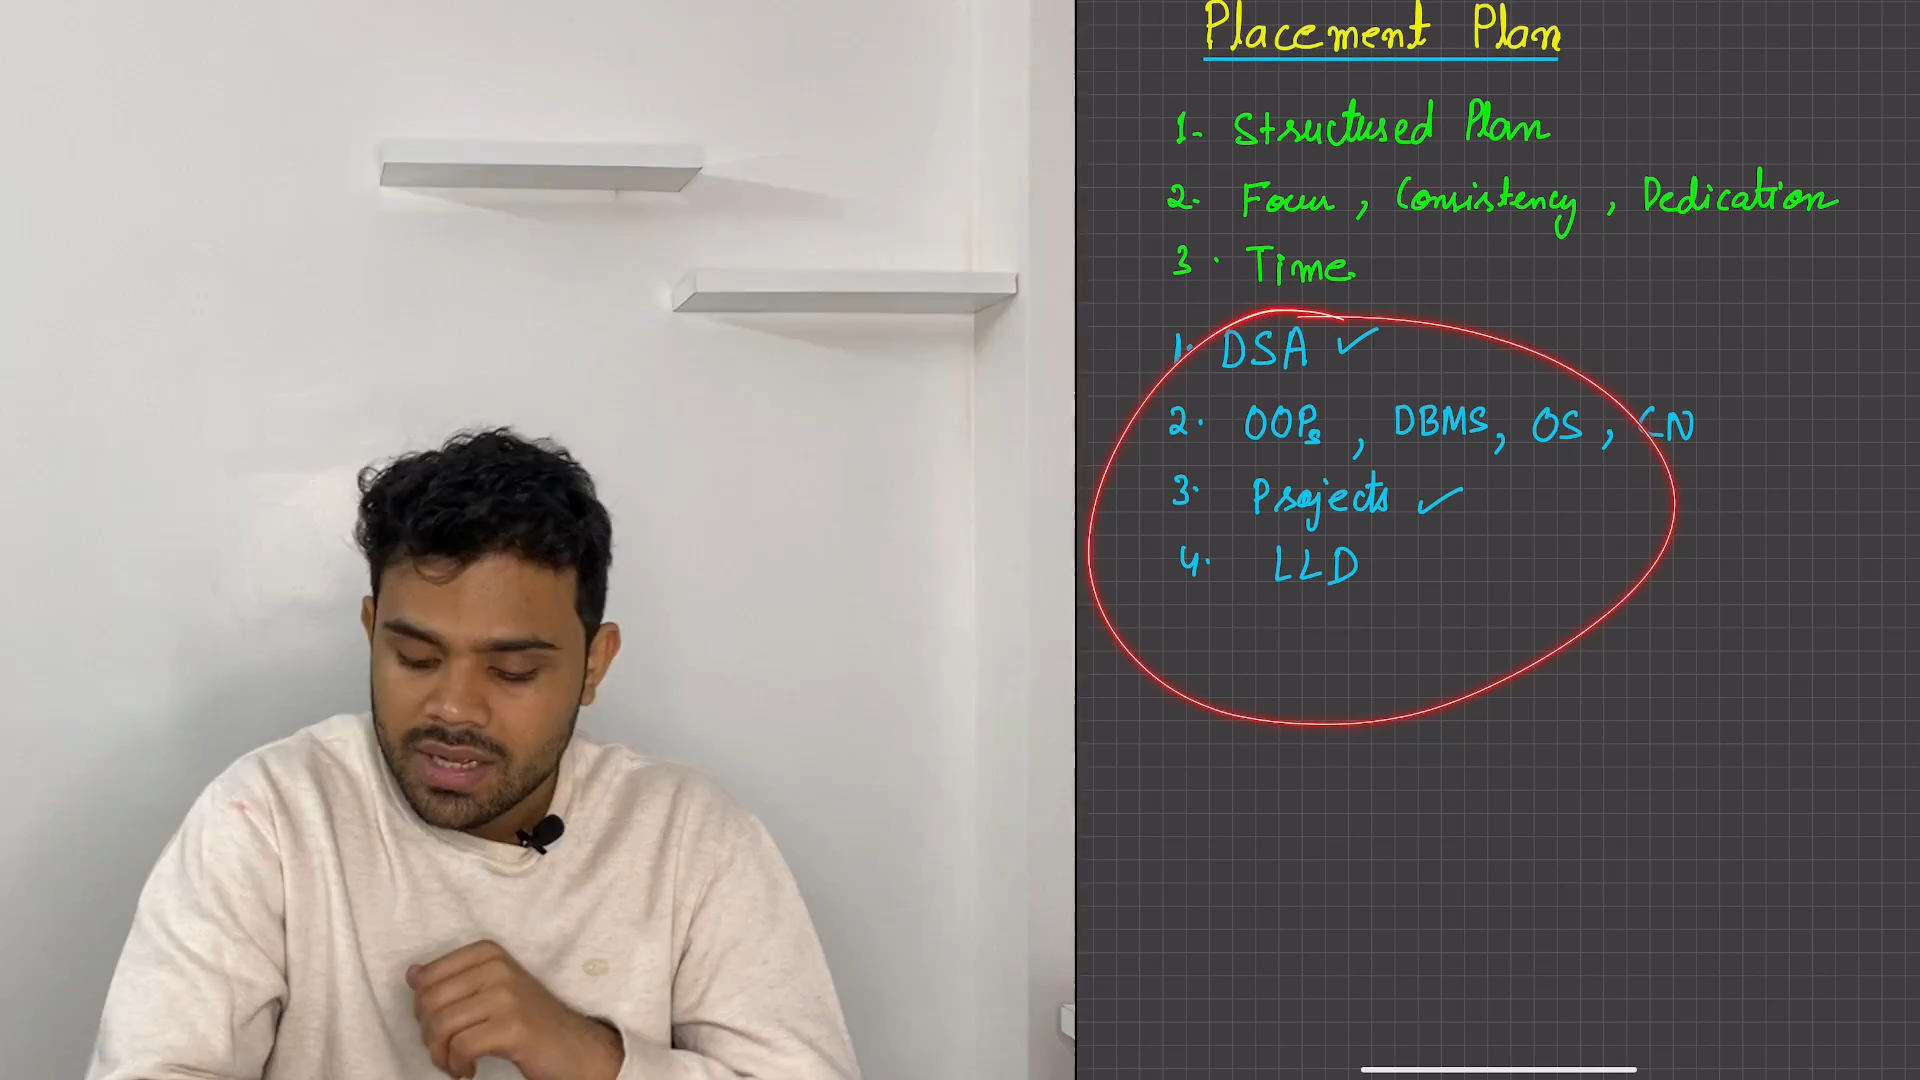 Placement Plan
1. Structured Plan
2. Focus, Consistency, Dedication
3. Time
1. DSA ✓
2. OOPs, DBMS, OS, CN
3. Projects ✓
4. LLD